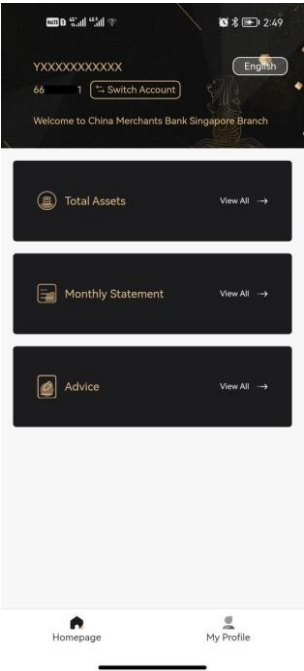 2:49
YXXXXXXXXXXX
English
66 1 Switch Account
Welcome to China Merchants Bank Singapore Branch
Total Assets View All →
Monthly Statement View All →
Advice View All →
Homepage My Profile